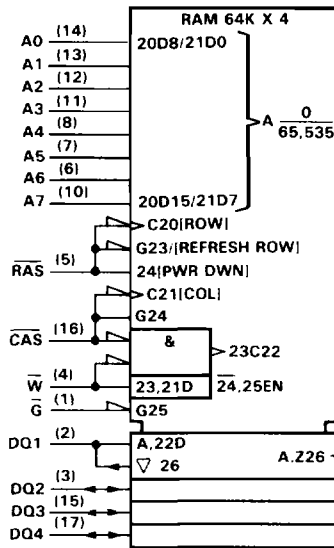 RAM 64K X 4
A0 (14) 20D8/21D0
A1 (13)
A2 (12)
A3 (11)
A4 (8)
A5 (7)
A6 (6)
A7 (10) 20D15/21D7
A 0
65,535
C20[ROW]
G23/[REFRESH ROW]
RAS (5) 24[PWR DWN]
C21[COL]
G24
CAS (16) & 23C22
W (4) 23,21D 24,25EN
G (1) G25
DQ1 (2) A,22D
26 A.Z26
DQ2 (3)
DQ3 (15)
DQ4 (17)